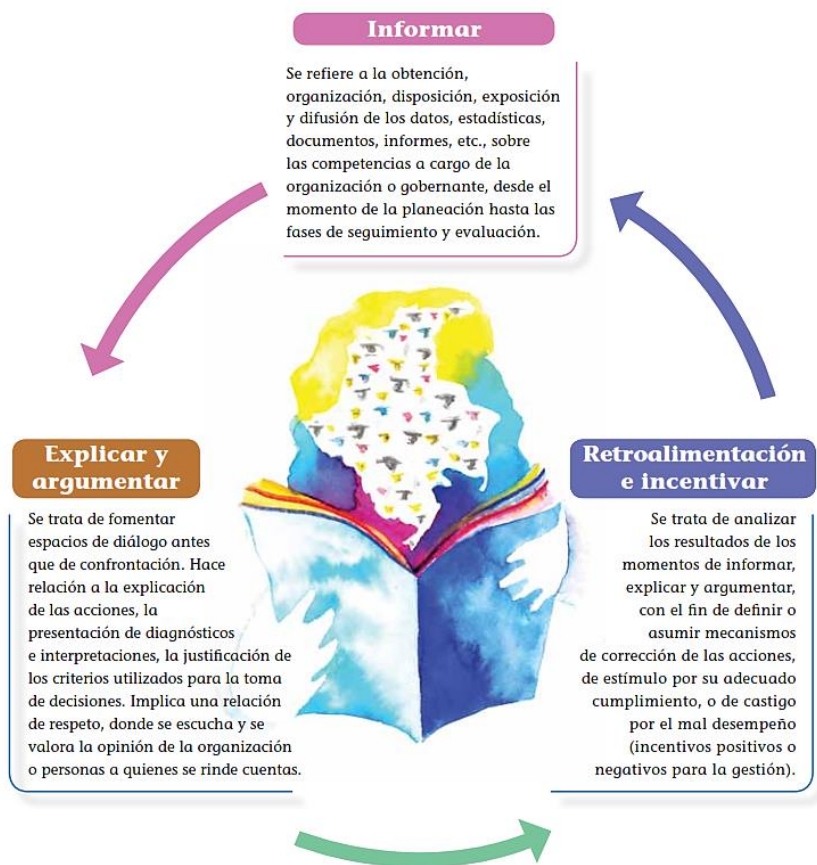 Informar
Se refiere a la obtención,
organización, disposición, exposición
y difusión de los datos, estadísticas,
documentos, informes, etc., sobre
las competencias a cargo de la
organización o gobernante, desde el
momento de la planeación hasta las
fases de seguimiento y evaluación.
Explicar y
argumentar
Se trata de fomentar
espacios de diálogo antes
que de confrontación. Hace
relación a la explicación
de las acciones, la
presentación de diagnósticos
e interpretaciones, la justificación de
los criterios utilizados para la toma
de decisiones. Implica una relación
de respeto, donde se escucha y se
valora la opinión de la organización
o personas a quienes se rinde cuentas.
Retroalimentación
e incentivar
Se trata de analizar
los resultados de los
momentos de informar,
explicar y argumentar,
con el fin de definir o
asumir mecanismos
de corrección de las acciones,
de estímulo por su adecuado
cumplimiento, o de castigo
por el mal desempeño
(incentivos positivos o
negativos para la gestión).